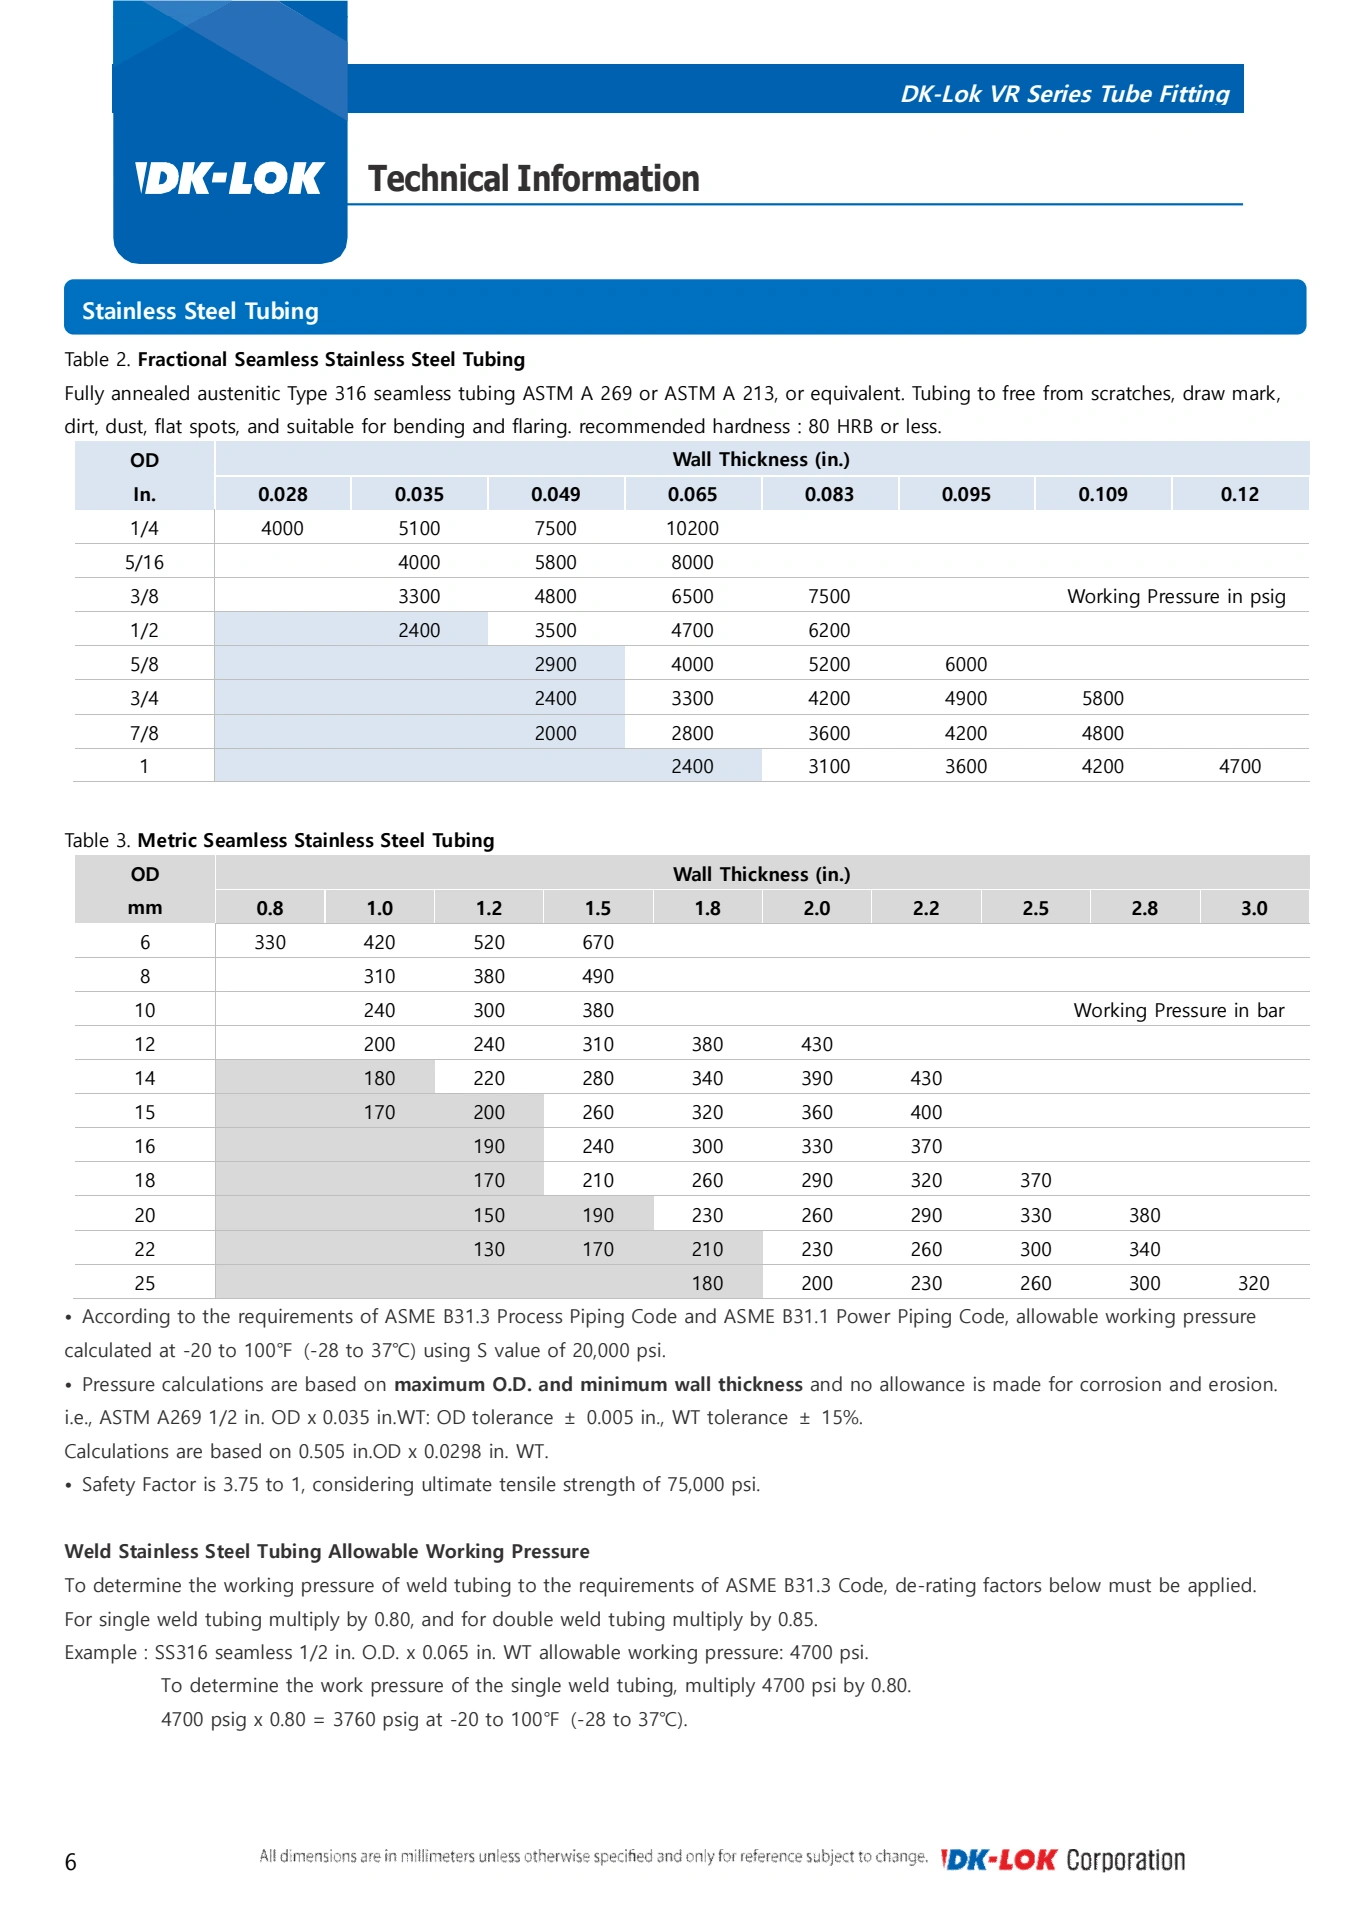 DK-Lok VR Series Tube Fitting
DK-LOK
Technical Information
Stainless Steel Tubing
Table 2. Fractional Seamless Stainless Steel Tubing
Fully annealed austenitic Type 316 seamless tubing ASTM A 269 or ASTM A 213, or equivalent. Tubing to free from scratches, draw mark,
dirt, dust, flat spots, and suitable for bending and flaring. recommended hardness : 80 HRB or less.
OD Wall Thickness (in.)
In. 0.028 0.035 0.049 0.065 0.083 0.095 0.109 0.12
1/4 4000 5100 7500 10200
5/16 4000 5800 8000
3/8 3300 4800 6500 7500 Working Pressure in psig
1/2 2400 3500 4700 6200
5/8 2900 4000 5200 6000
3/4 2400 3300 4200 4900 5800
7/8 2000 2800 3600 4200 4800
1 2400 3100 3600 4200 4700
Table 3. Metric Seamless Stainless Steel Tubing
OD Wall Thickness (in.)
mm 0.8 1.0 1.2 1.5 1.8 2.0 2.2 2.5 2.8 3.0
6 330 420 520 670
8 310 380 490
10 240 300 380 Working Pressure in bar
12 200 240 310 380 430
14 180 220 280 340 390 430
15 170 200 260 320 360 400
16 190 240 300 330 370
18 170 210 260 290 320 370
20 150 190 230 260 290 330 380
22 130 170 210 230 260 300 340
25 180 200 230 260 300 320
• According to the requirements of ASME B31.3 Process Piping Code and ASME B31.1 Power Piping Code, allowable working pressure
calculated at -20 to 100°F (-28 to 37℃) using S value of 20,000 psi.
• Pressure calculations are based on maximum O.D. and minimum wall thickness and no allowance is made for corrosion and erosion.
i.e., ASTM A269 1/2 in. OD x 0.035 in.WT: OD tolerance ± 0.005 in., WT tolerance ± 15%.
Calculations are based on 0.505 in.OD x 0.0298 in. WT.
• Safety Factor is 3.75 to 1, considering ultimate tensile strength of 75,000 psi.
Weld Stainless Steel Tubing Allowable Working Pressure
To determine the working pressure of weld tubing to the requirements of ASME B31.3 Code, de-rating factors below must be applied.
For single weld tubing multiply by 0.80, and for double weld tubing multiply by 0.85.
Example : SS316 seamless 1/2 in. O.D. x 0.065 in. WT allowable working pressure: 4700 psi.
To determine the work pressure of the single weld tubing, multiply 4700 psi by 0.80.
4700 psig x 0.80 = 3760 psig at -20 to 100°F (-28 to 37℃).
6 All dimensions are in millimeters unless otherwise specified and only for reference subject to change. DK-LOK Corporation